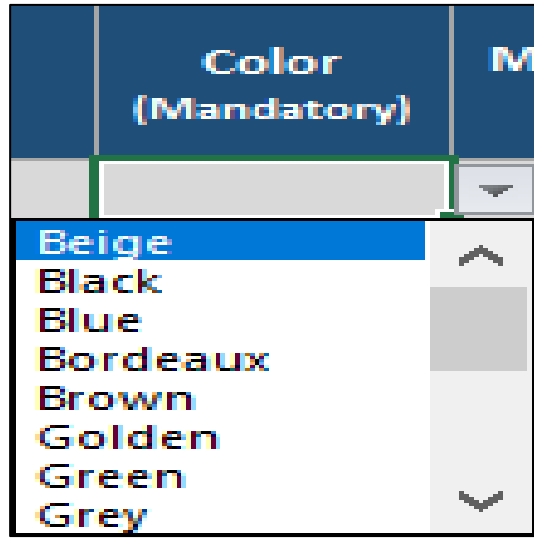 Color
(Mandatory)
M
Beige
Black
Blue
Bordeaux
Brown
Golden
Green
Grey